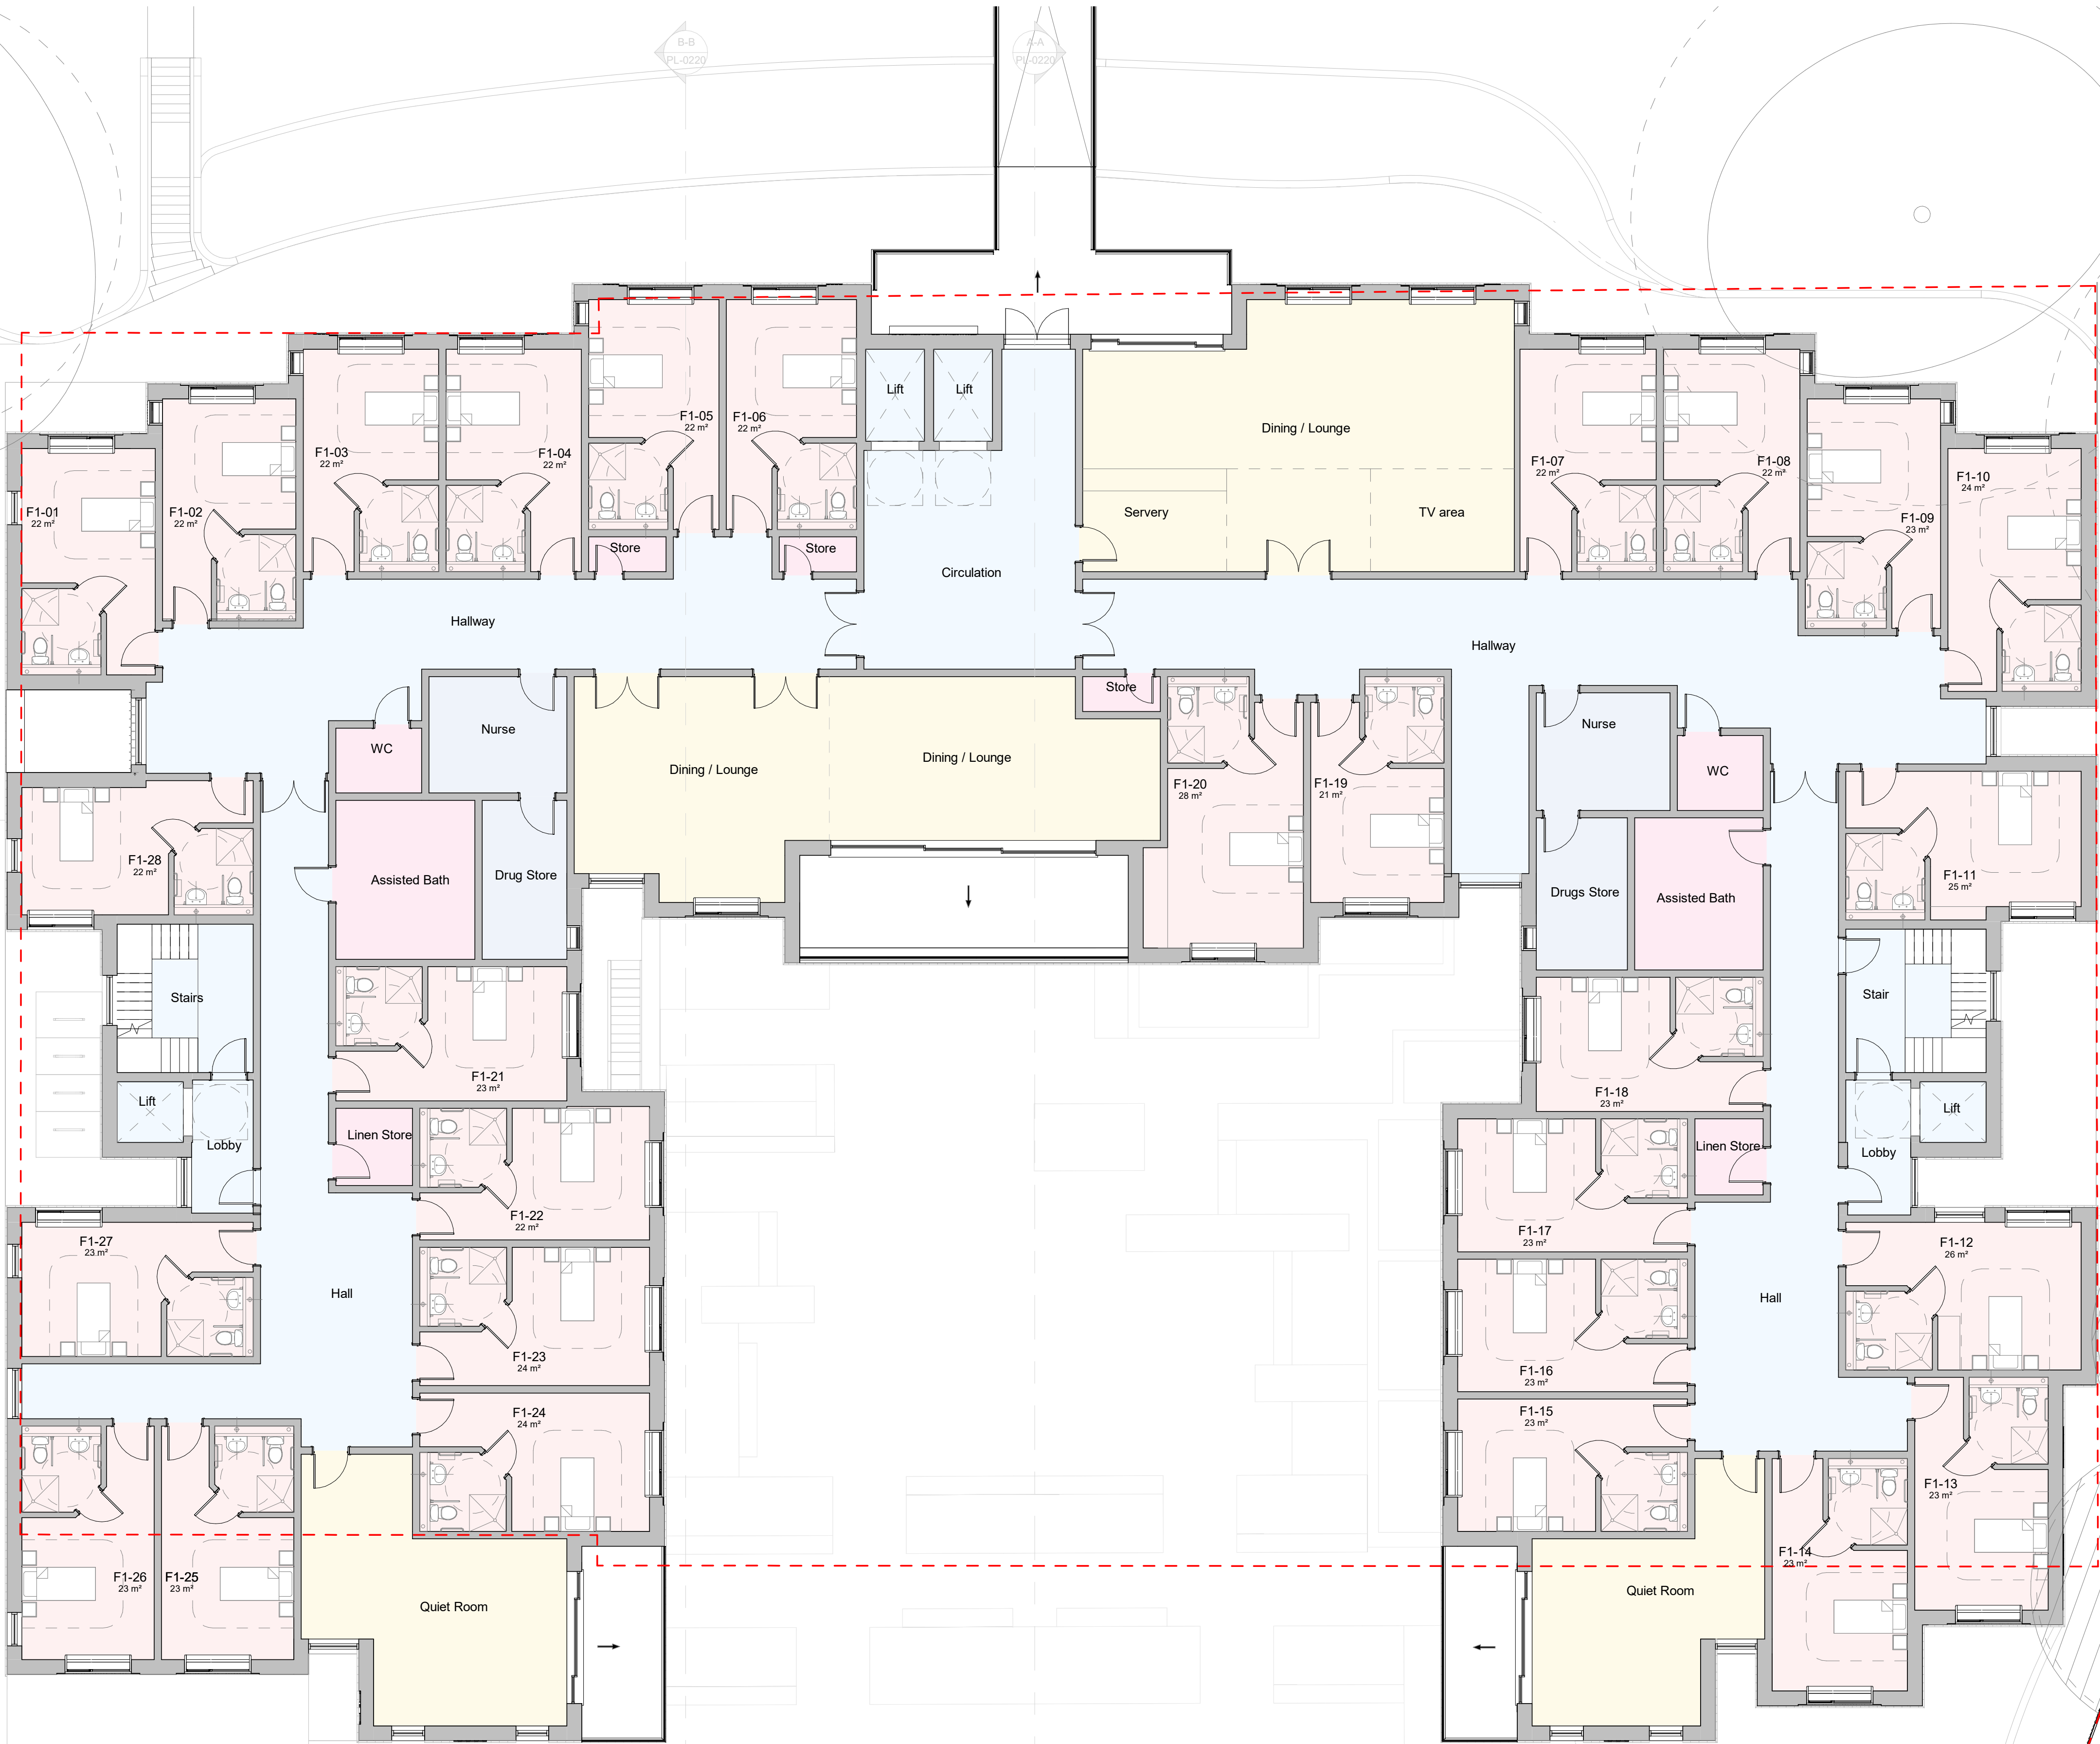 B-B
PL-0220
A-A
PL-0220
Lift
Lift
F1-05
22 m²
F1-06
22 m²
Dining / Lounge
F1-03
22 m²
F1-04
22 m²
F1-07
22 m²
F1-08
22 m²
F1-10
24 m²
F1-01
22 m²
F1-02
22 m²
Servery
TV area
F1-09
23 m²
Store
Store
Circulation
Hallway
Hallway
Store
Nurse
Nurse
WC
Dining / Lounge
Dining / Lounge
WC
F1-20
28 m²
F1-19
21 m²
F1-28
22 m²
Assisted Bath
Drug Store
Drugs Store
Assisted Bath
F1-11
25 m²
Stairs
Stair
F1-21
23 m²
F1-18
23 m²
Lift
Lift
Linen Store
Lobby
Linen Store
Lobby
F1-22
22 m²
F1-17
23 m²
F1-27
23 m²
F1-12
26 m²
Hall
Hall
F1-23
24 m²
F1-16
23 m²
F1-24
24 m²
F1-15
23 m²
F1-13
23 m²
F1-14
23 m²
F1-26
23 m²
F1-25
23 m²
Quiet Room
Quiet Room